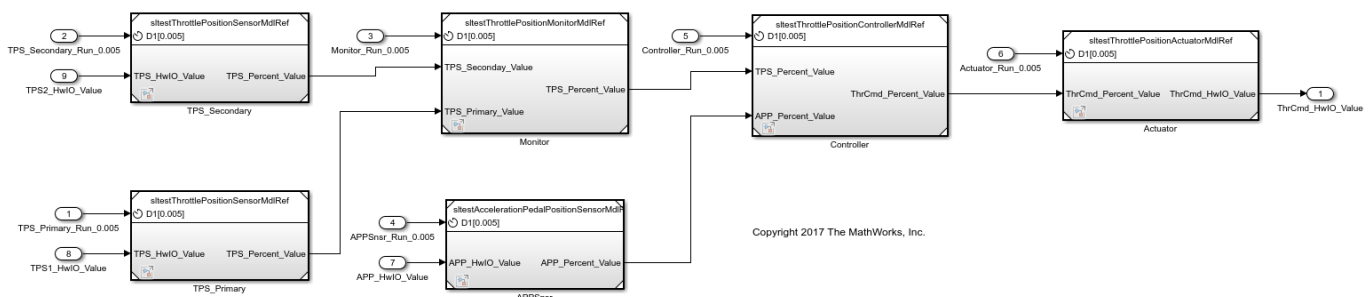 sltestThrottlePositionSensorMdlRef
2
D1[0.005]
TPS_Secondary_Run_0.005
9
TPS_HwIO_Value
TPS_Percent_Value
TPS2_HwIO_Value
TPS_Secondary
sltestThrottlePositionMonitorMdlRef
3
D1[0.005]
Monitor_Run_0.005
TPS_Seconday_Value
TPS_Percent_Value
TPS_Primary_Value
Monitor
sltestThrottlePositionControllerMdlRef
5
D1[0.005]
Controller_Run_0.005
TPS_Percent_Value
ThrCmd_Percent_Value
APP_Percent_Value
Controller
sltestThrottlePositionActuatorMdlRef
6
D1[0.005]
Actuator_Run_0.005
ThrCmd_Percent_Value
ThrCmd_HwIO_Value
1
ThrCmd_HwIO_Value
Actuator
sltestThrottlePositionSensorMdlRef
1
D1[0.005]
TPS_Primary_Run_0.005
8
TPS_HwIO_Value
TPS_Percent_Value
TPS1_HwIO_Value
TPS_Primary
sltestAccelerationPedalPositionSensorMdlR
4
D1[0.005]
APPSnsr_Run_0.005
7
APP_HwIO_Value
APP_Percent_Value
APP_HwIO_Value
APPSnsr
Copyright 2017 The MathWorks, Inc.